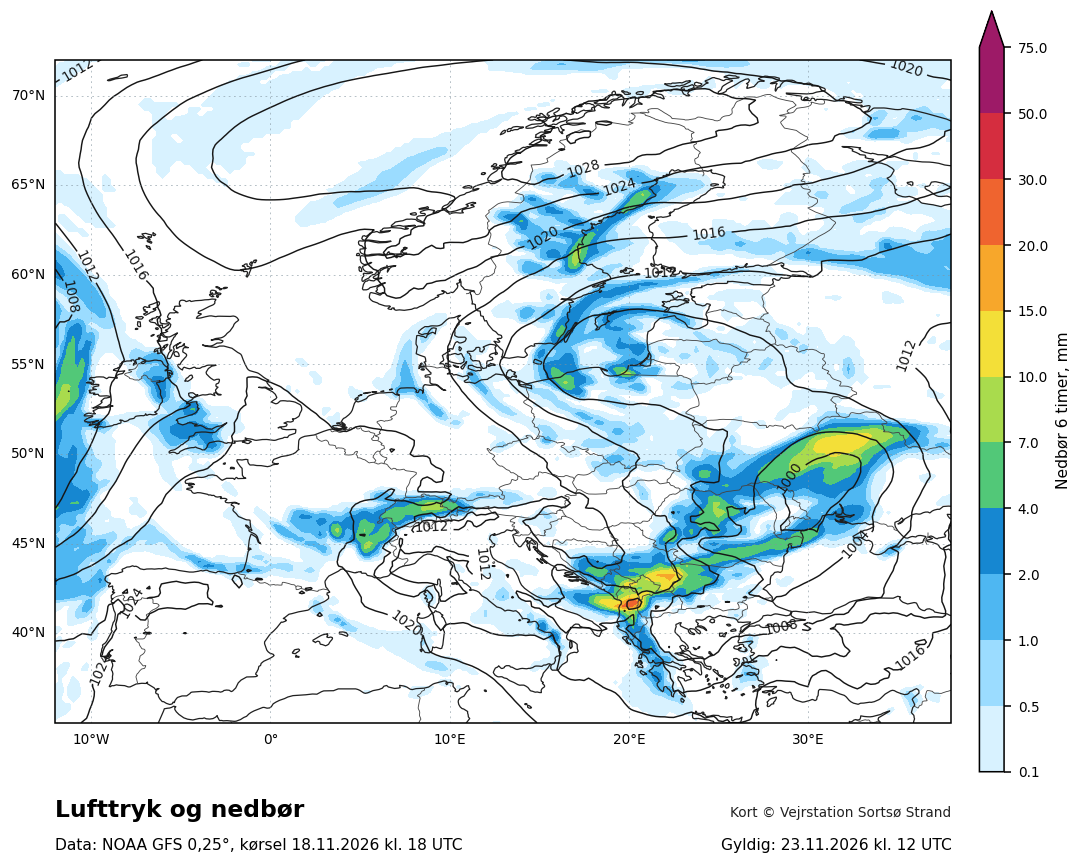 1012
1020
70°N
75.0
50.0
1028
1024
65°N
30.0
1020
1016
1012
1016
20.0
60°N
1012
1008
15.0
1012
55°N
10.0
Nedbør 6 timer, mm
50°N
7.0
1000
4.0
1012
45°N
1004
1012
2.0
1024
1020
40°N
1008
1016
1.0
0.5
10°W
0°
10°E
20°E
30°E
0.1
Lufttryk og nedbør
Kort © Vejrstation Sortsø Strand
Data: NOAA GFS 0,25°, kørsel 18.11.2026 kl. 18 UTC
Gyldig: 23.11.2026 kl. 12 UTC